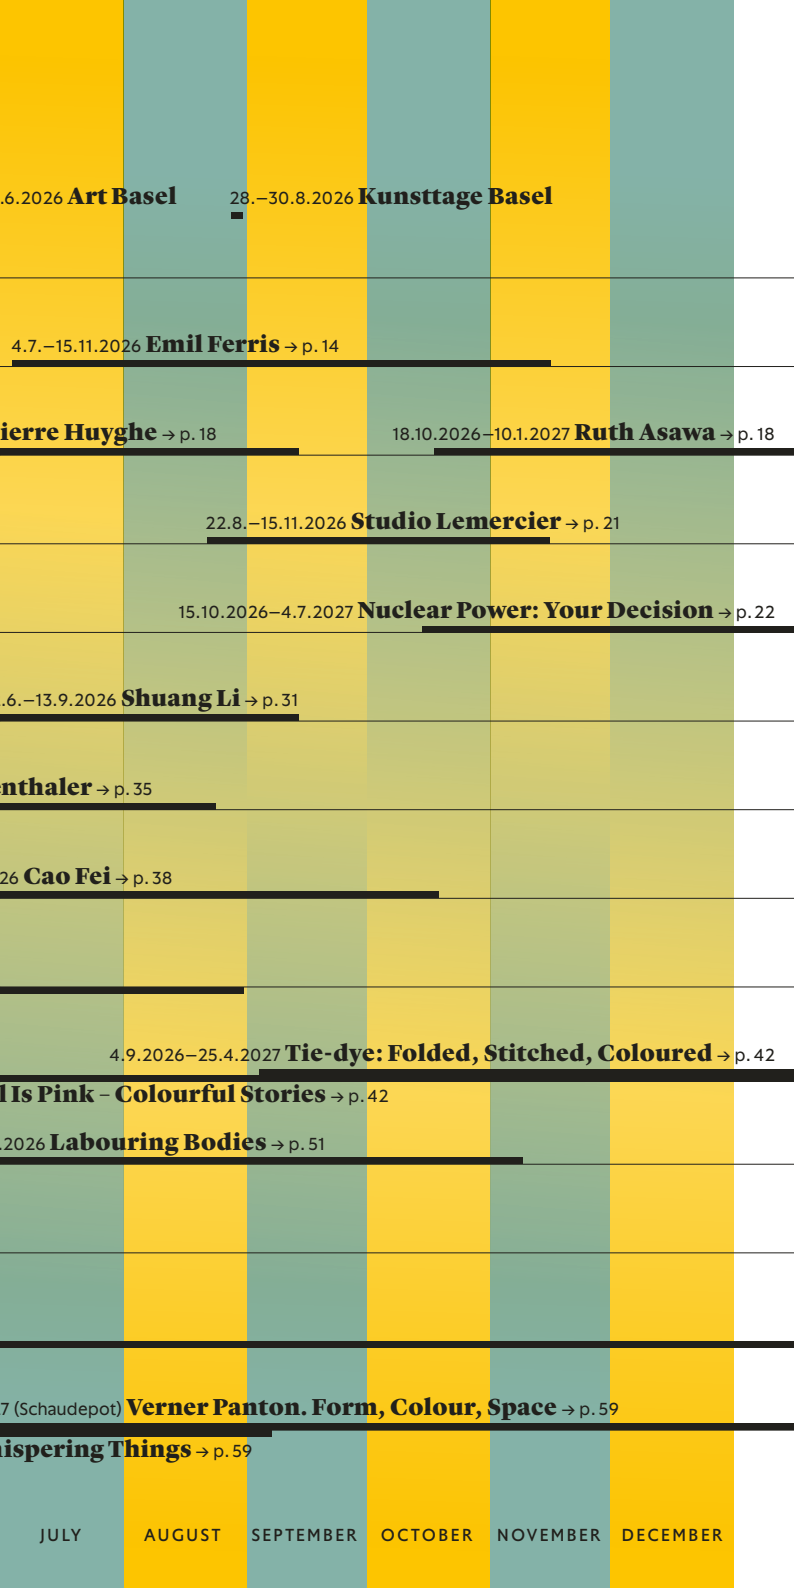 .6.2026 Art Basel 28.–30.8.2026 Kunsttage Basel
4.7.–15.11.2026 Emil Ferris → p. 14
ierre Huyghe → p. 18 18.10.2026–10.1.2027 Ruth Asawa → p. 18
22.8.–15.11.2026 Studio Lemercier → p. 21
15.10.2026–4.7.2027 Nuclear Power: Your Decision → p. 22
.6.–13.9.2026 Shuang Li → p. 31
enthaler → p. 35
26 Cao Fei → p. 38
4.9.2026–25.4.2027 Tie-dye: Folded, Stitched, Coloured → p. 42
l Is Pink – Colourful Stories → p. 42
.2026 Labouring Bodies → p. 51
7 (Schaudepot) Verner Panton. Form, Colour, Space → p. 59
hispering Things → p. 59
JULY AUGUST SEPTEMBER OCTOBER NOVEMBER DECEMBER